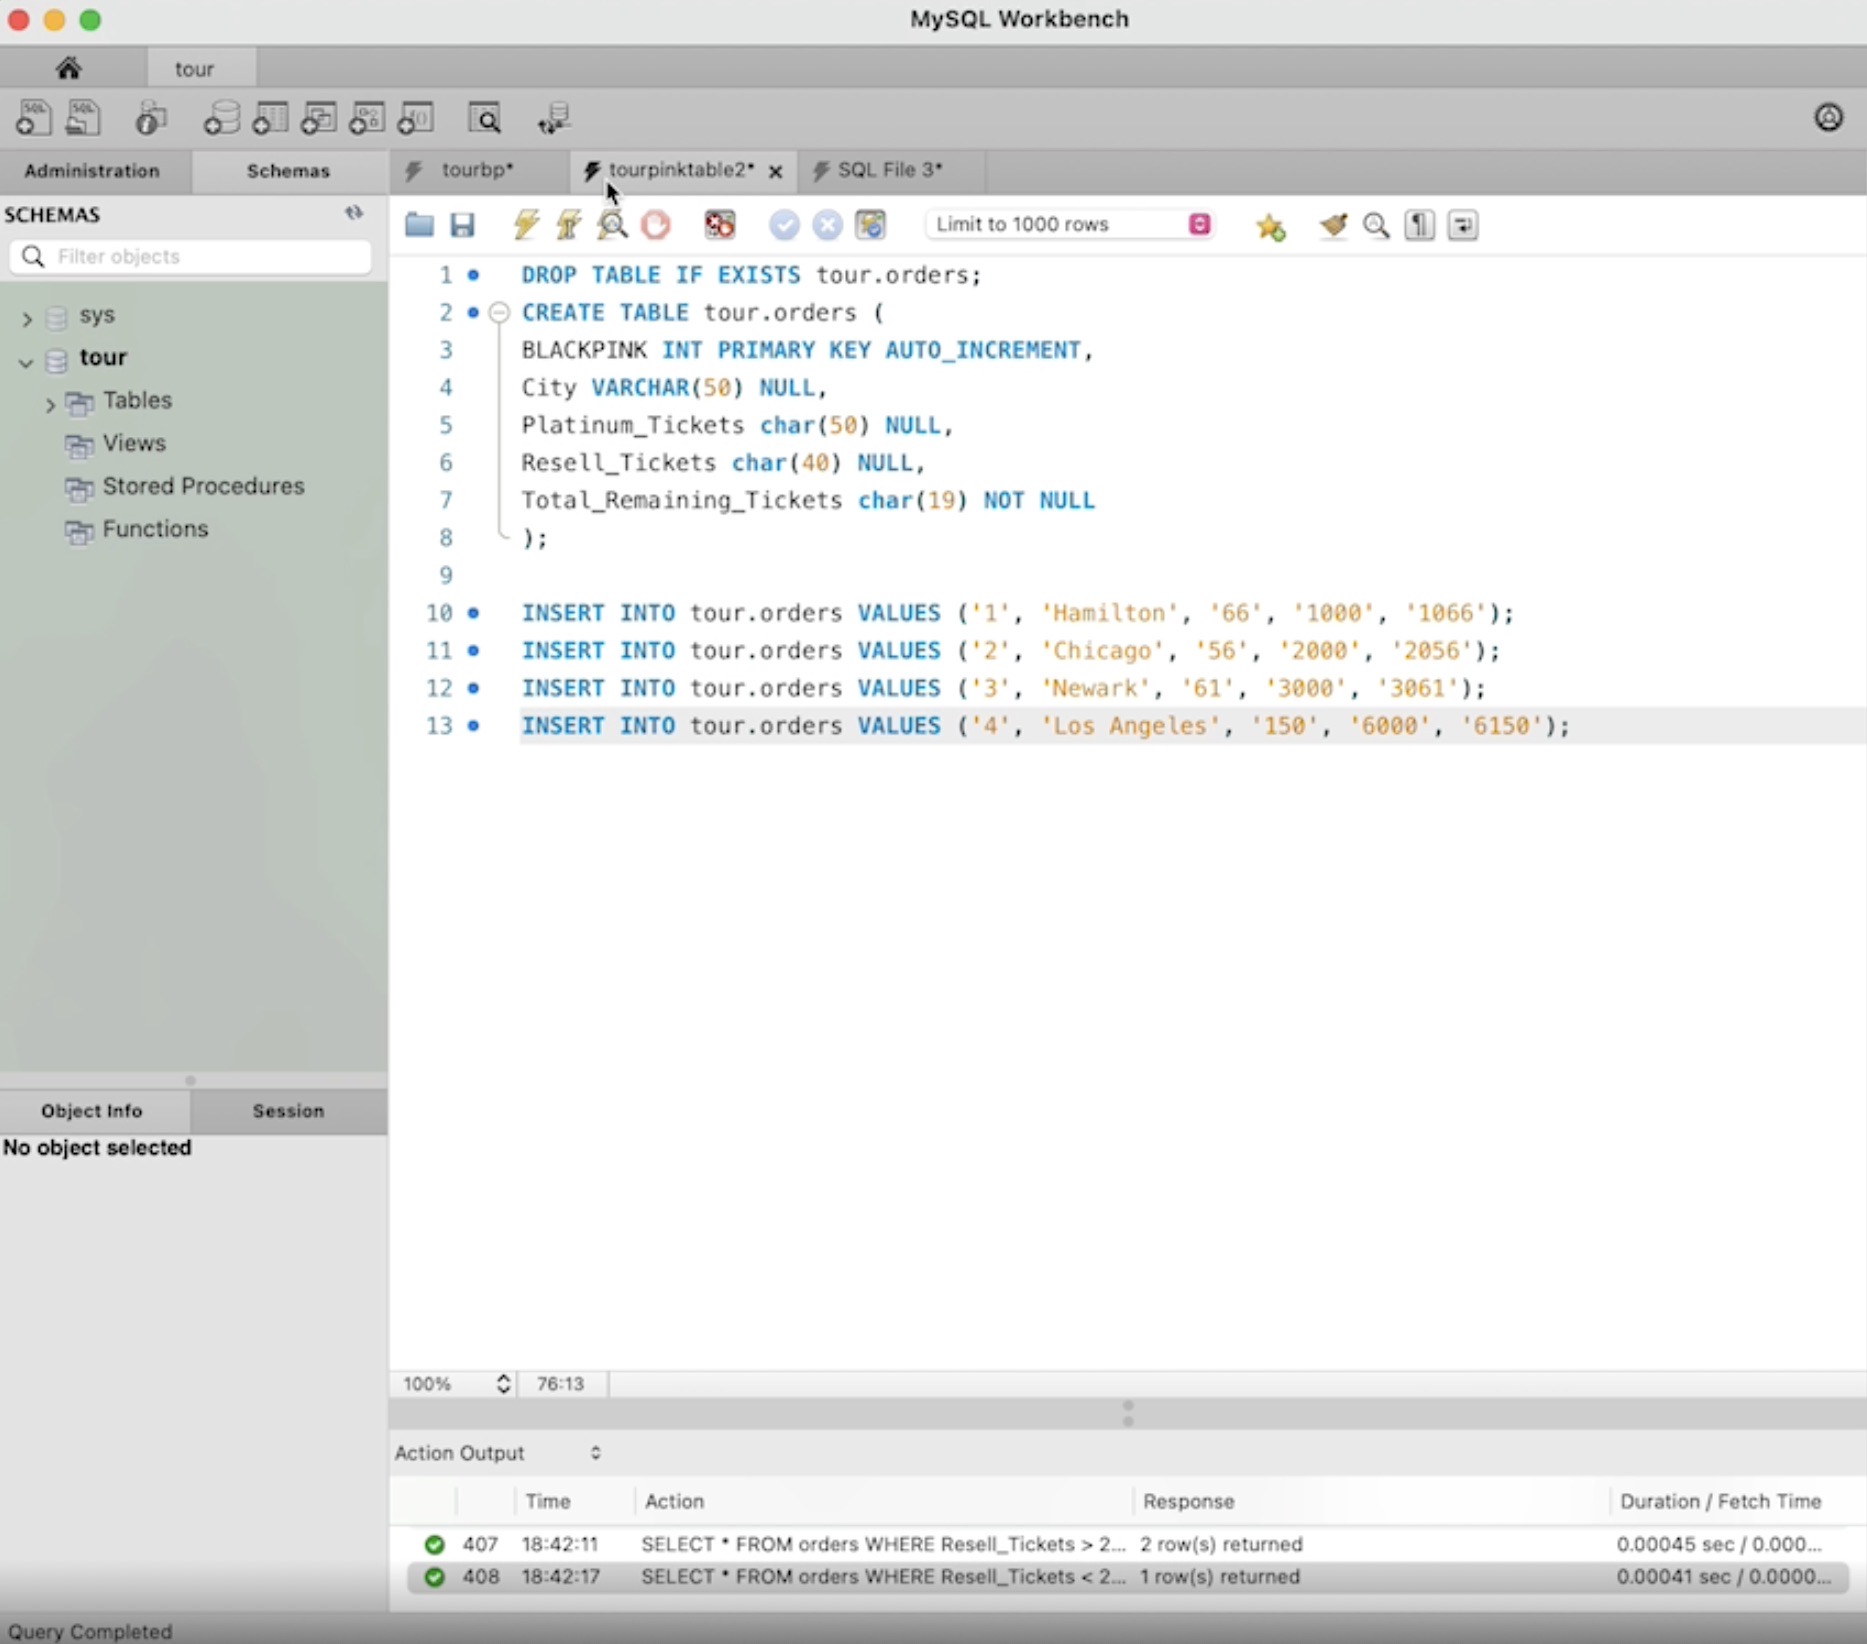 MySQL Workbench
tour
Administration
Schemas
tourbp*
tourpinktable2*
SQL File 3*
SCHEMAS
Filter objects
Limit to 1000 rows
sys
tour
Tables
Views
Stored Procedures
Functions
1 DROP TABLE IF EXISTS tour.orders;
2 CREATE TABLE tour.orders (
3 BLACKPINK INT PRIMARY KEY AUTO_INCREMENT,
4 City VARCHAR(50) NULL,
5 Platinum_Tickets char(50) NULL,
6 Resell_Tickets char(40) NULL,
7 Total_Remaining_Tickets char(19) NOT NULL
8 );
9
10 INSERT INTO tour.orders VALUES ('1', 'Hamilton', '66', '1000', '1066');
11 INSERT INTO tour.orders VALUES ('2', 'Chicago', '56', '2000', '2056');
12 INSERT INTO tour.orders VALUES ('3', 'Newark', '61', '3000', '3061');
13 INSERT INTO tour.orders VALUES ('4', 'Los Angeles', '150', '6000', '6150');
Object Info
Session
No object selected
100% 76:13
Action Output
Time Action Response Duration / Fetch Time
407 18:42:11 SELECT * FROM orders WHERE Resell_Tickets > 2... 2 row(s) returned 0.00045 sec / 0.000...
408 18:42:17 SELECT * FROM orders WHERE Resell_Tickets < 2... 1 row(s) returned 0.00041 sec / 0.0000...
Query Completed